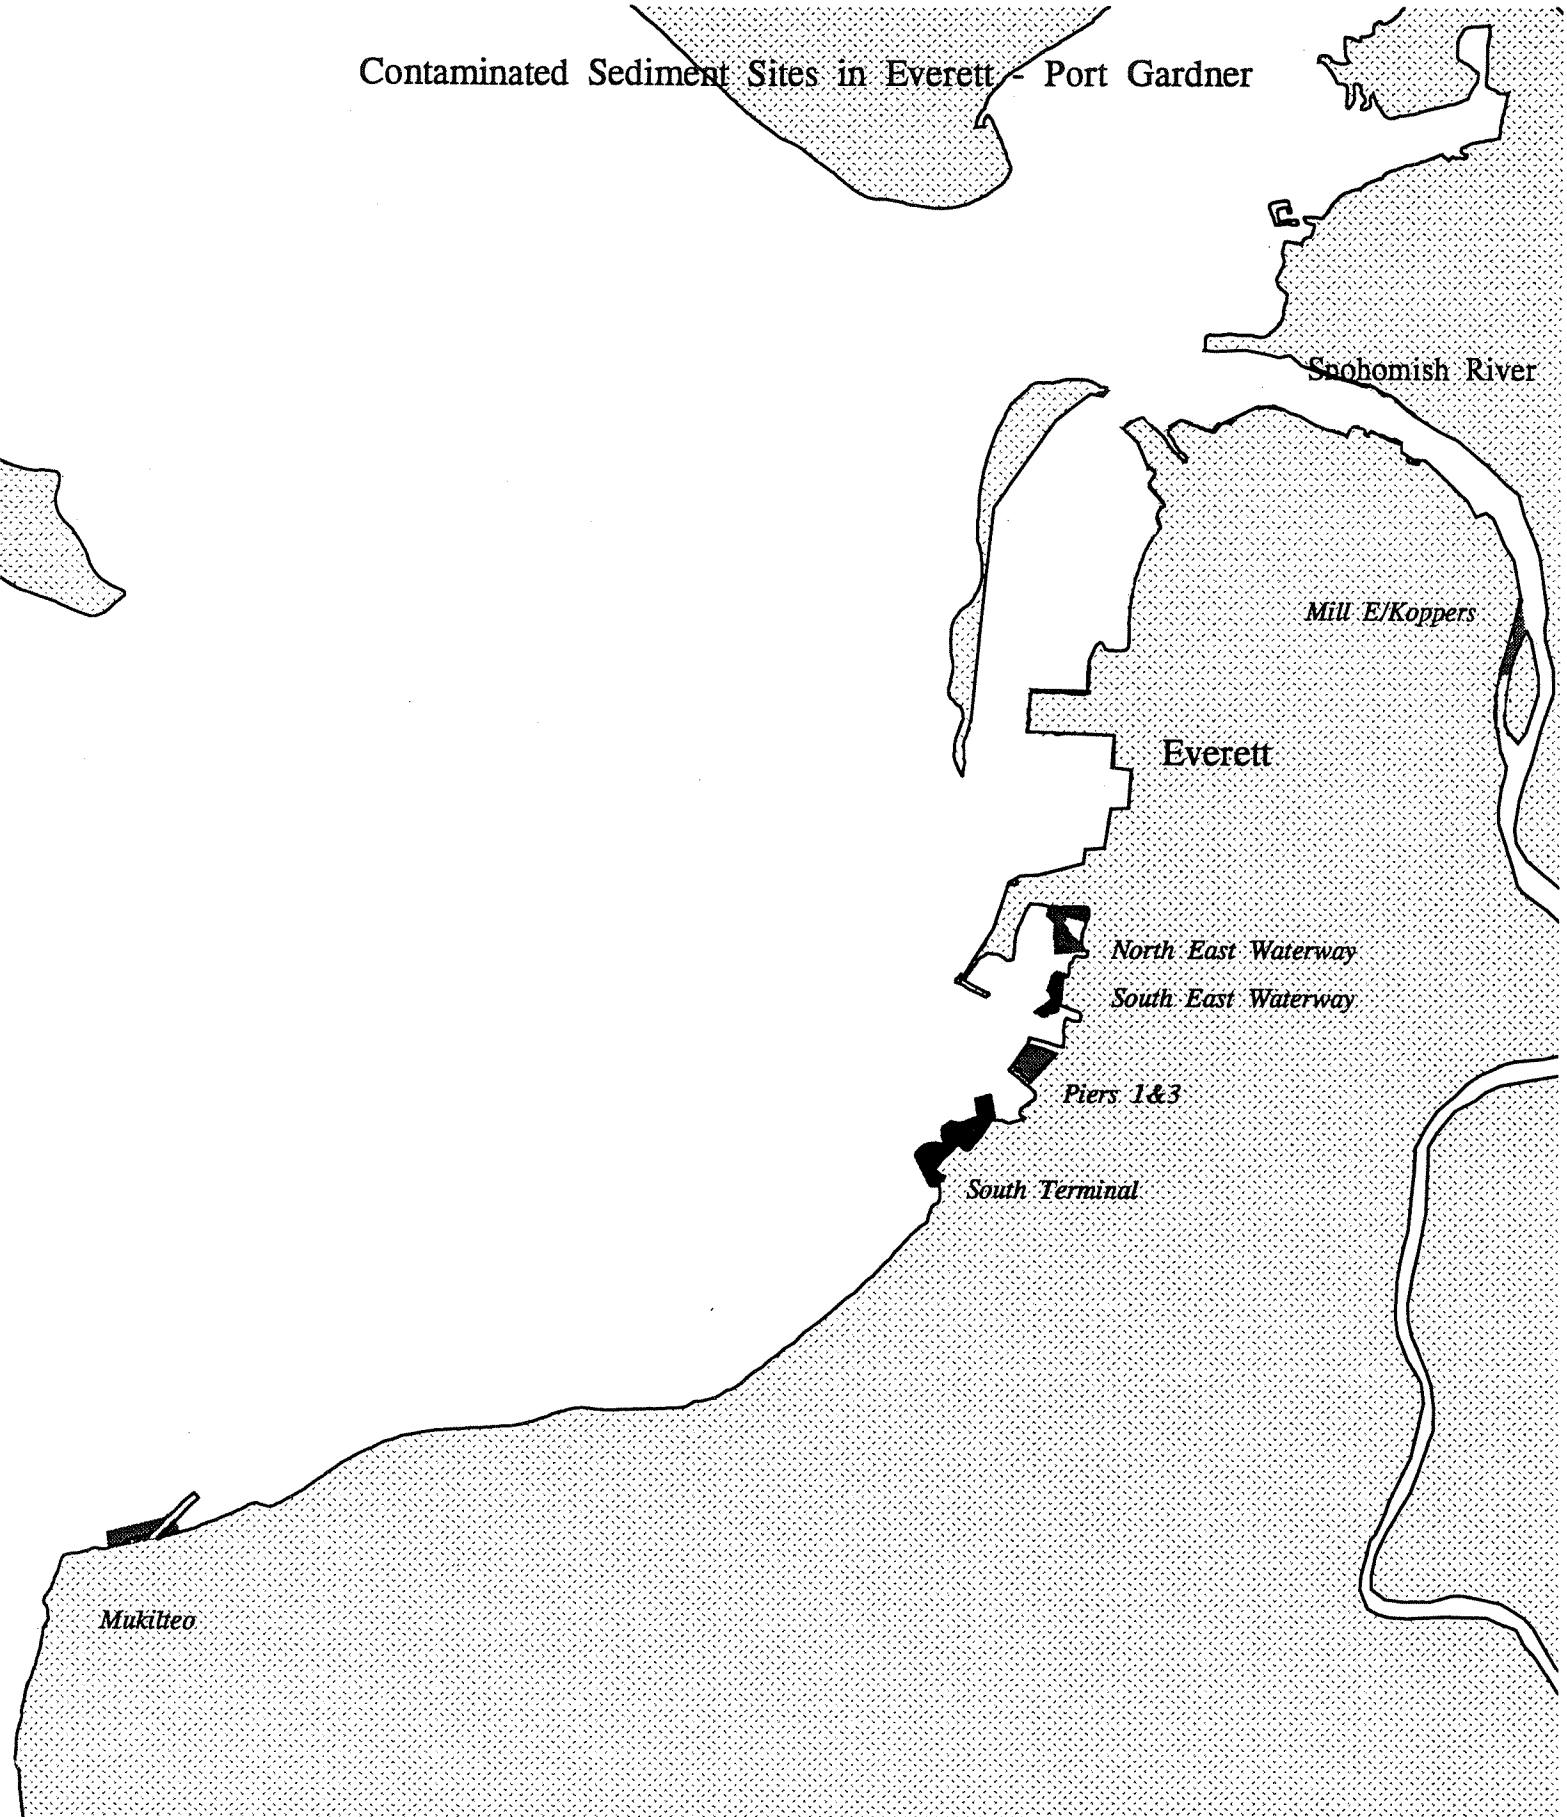 Contaminated Sediment Sites in Everett - Port Gardner
Snohomish River
Mill E/Koppers
Everett
North East Waterway
South East Waterway
Piers 1&3
South Terminal
Mukilteo